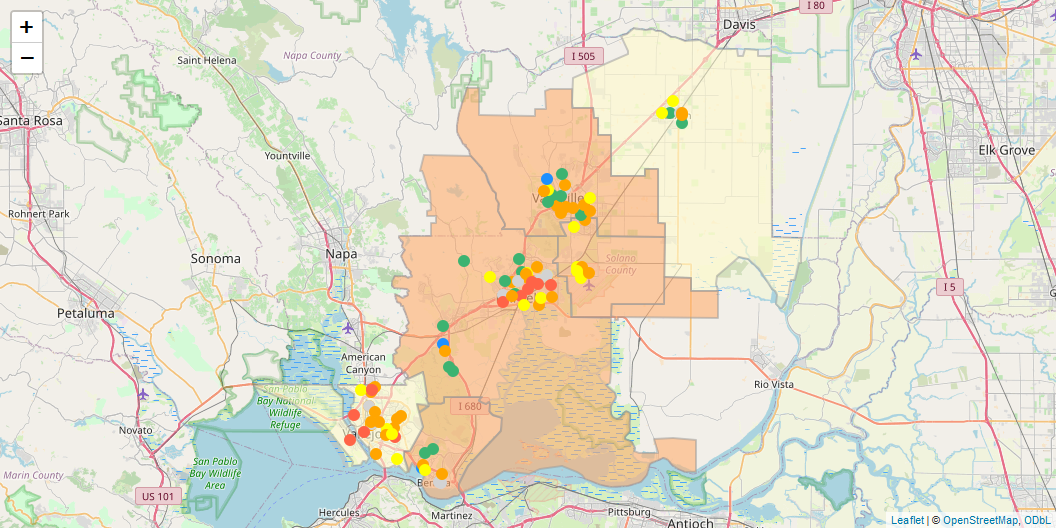 +
−
Davis
I 80
Napa County
I 505
Saint Helena
Santa Rosa
Elk Grove
Yountville
Rohnert Park
Napa
Sonoma
Solano
County
I 5
Petaluma
American
Canyon
Rio Vista
San Pablo
Bay National
Wildlife
Refuge
I 680
Novato
San Pablo
Bay Wildlife
Area
Marin County
US 101
Hercules
Martinez
Pittsburg
Antioch
Leaflet | © OpenStreetMap, ODbL